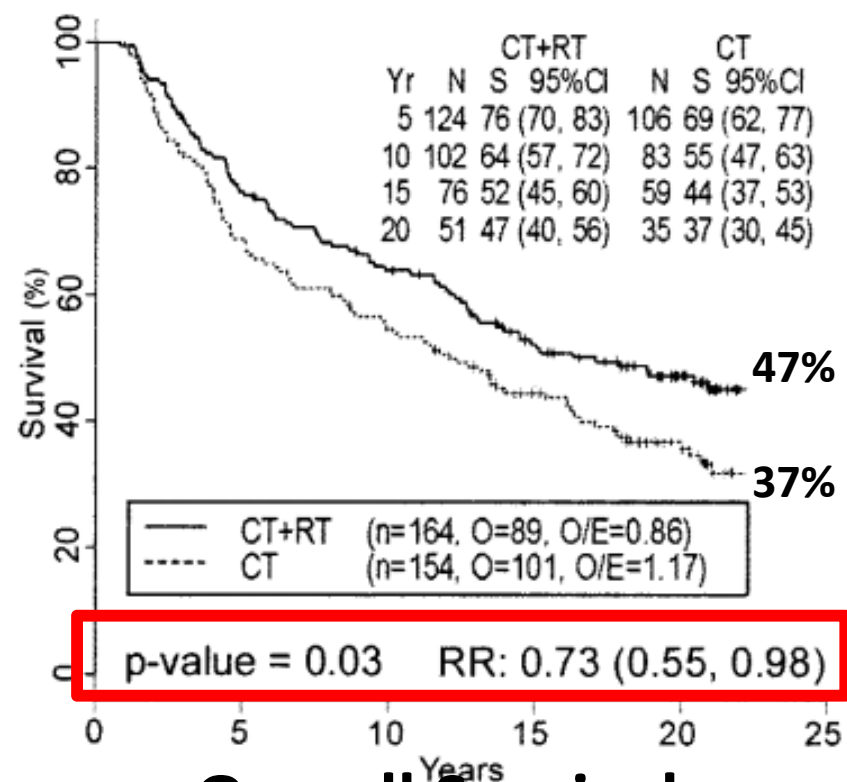 CT+RT CT
Yr N S 95%CI N S 95%CI
5 124 76 (70, 83) 106 69 (62, 77)
10 102 64 (57, 72) 83 55 (47, 63)
15 76 52 (45, 60) 59 44 (37, 53)
20 51 47 (40, 56) 35 37 (30, 45)
100
80
60
40
20
0
Survival (%)
47%
37%
CT+RT (n=164, O=89, O/E=0.86)
CT (n=154, O=101, O/E=1.17)
p-value = 0.03 RR: 0.73 (0.55, 0.98)
0 5 10 15 20 25
Years